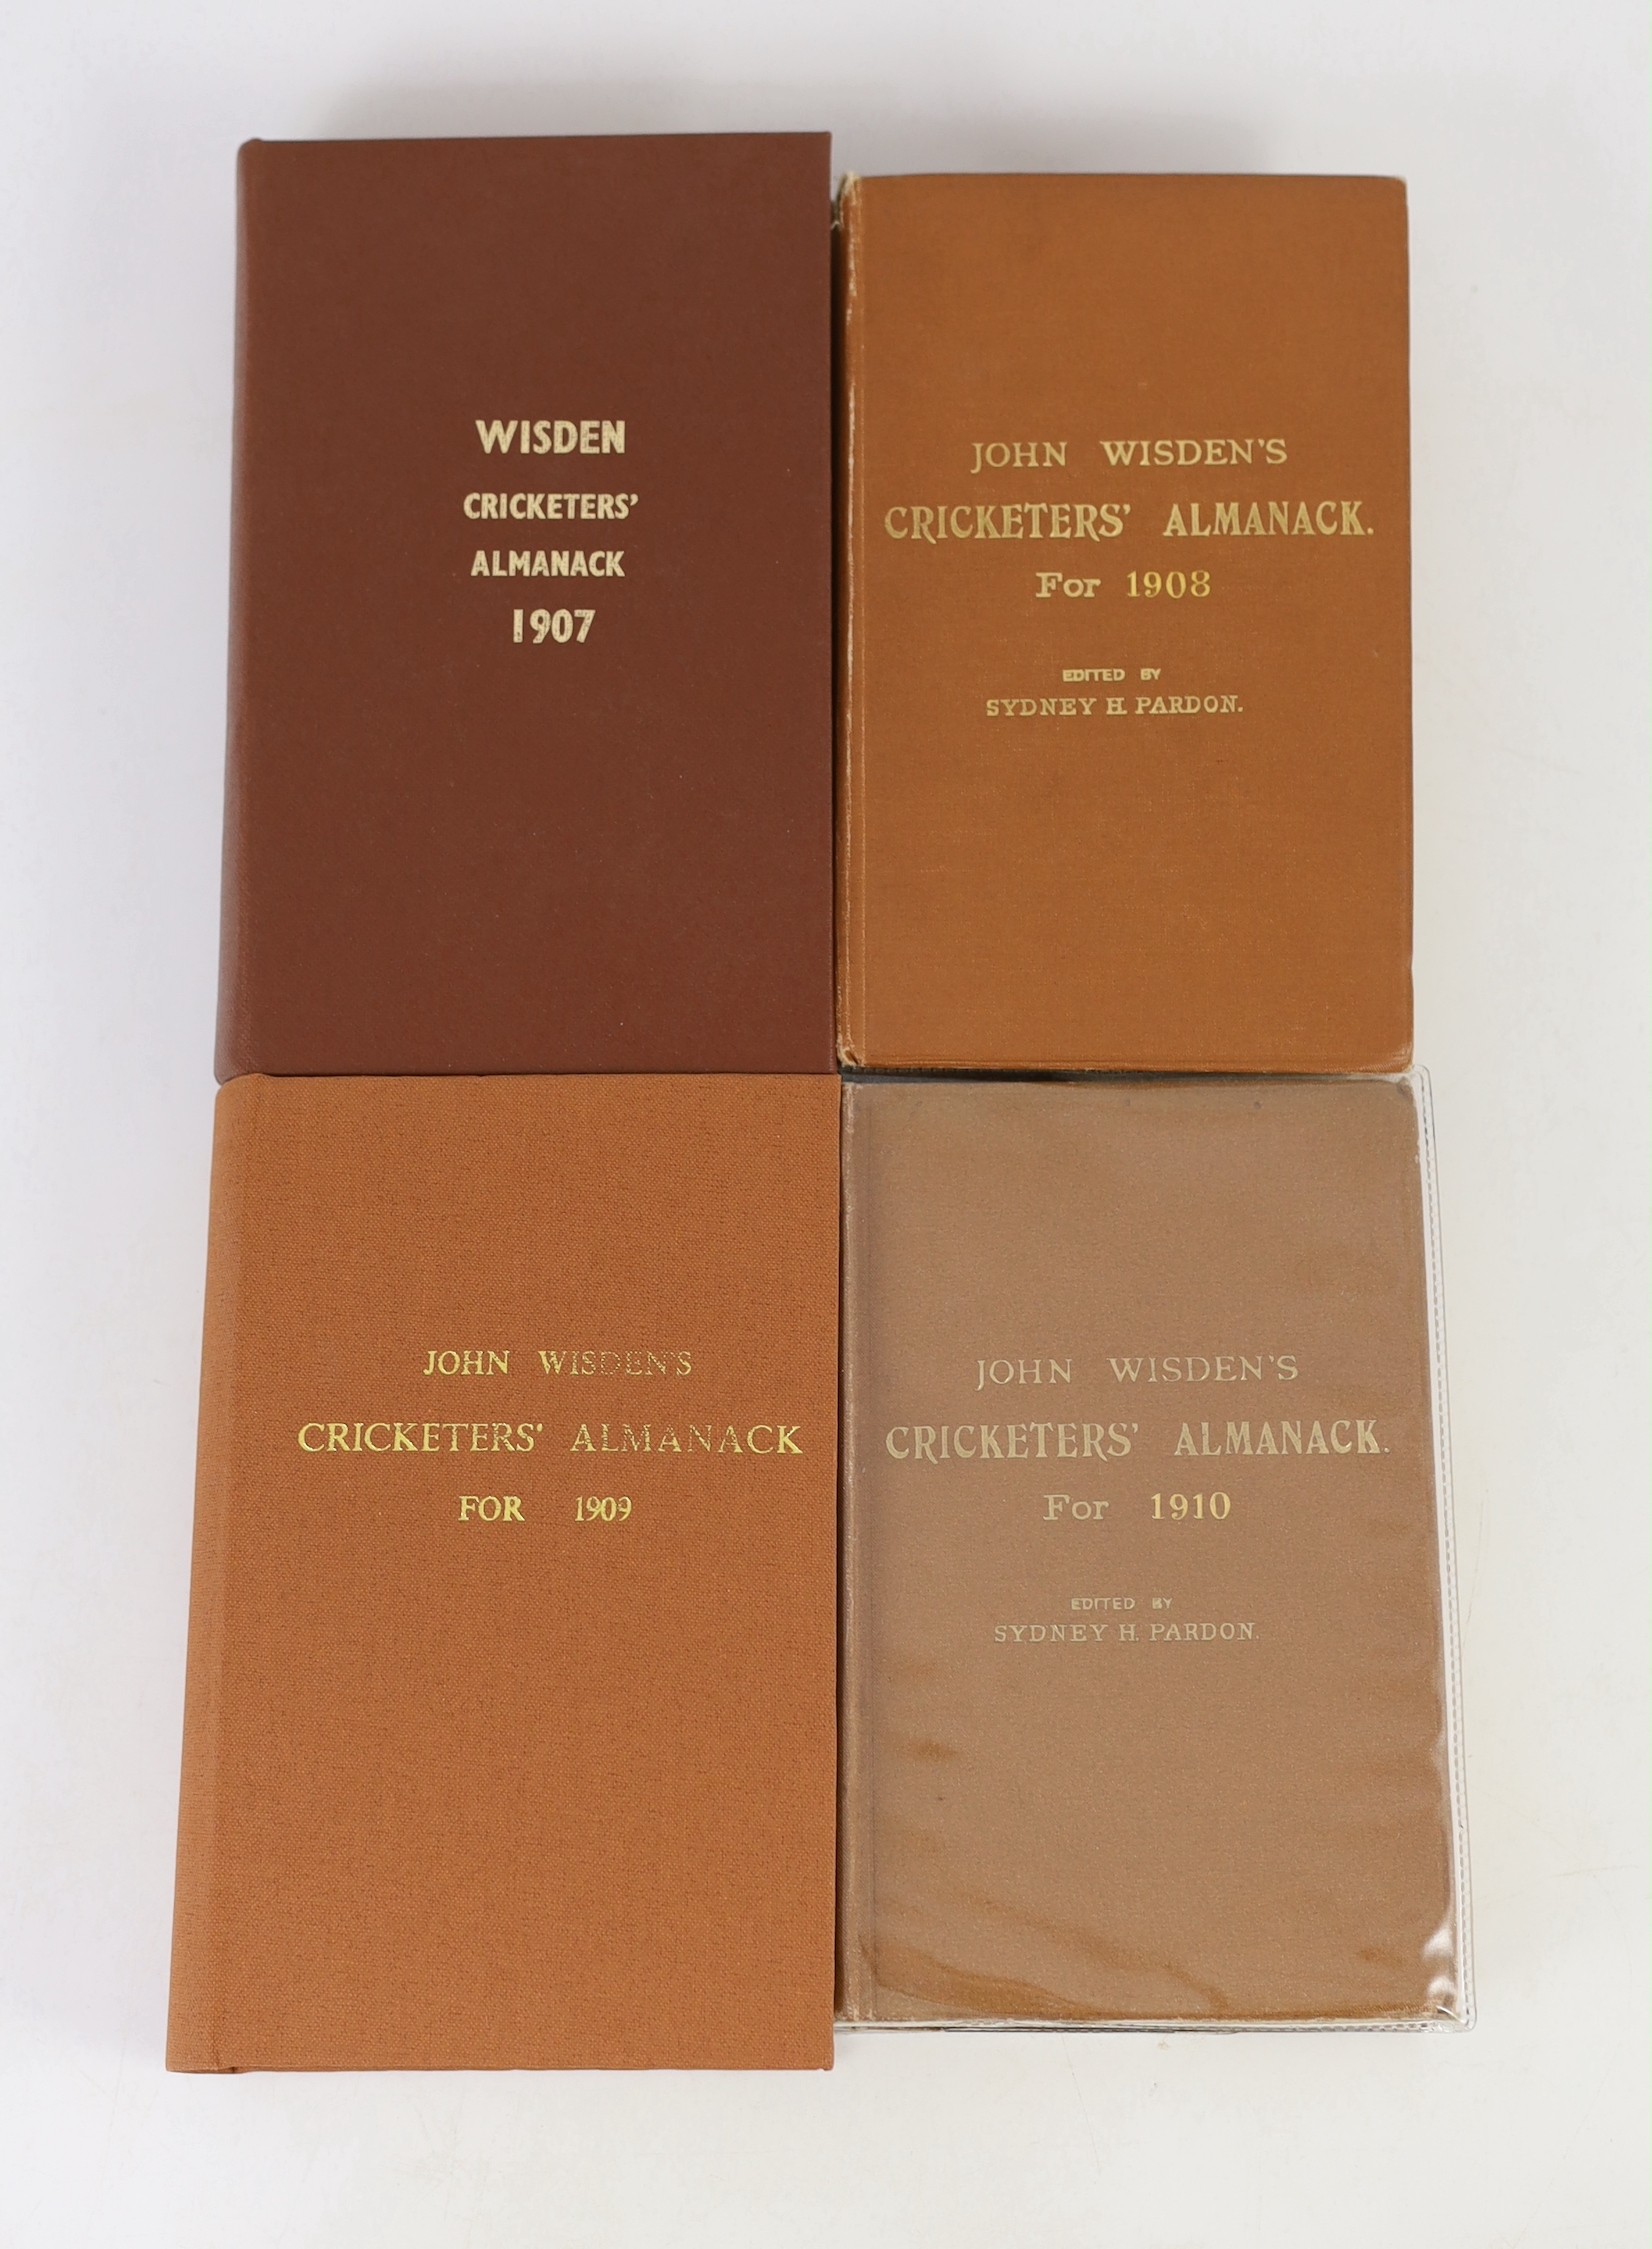 WISDEN
CRICKETERS'
ALMANACK
1907
JOHN WISDEN'S
CRICKETERS' ALMANACK.
For 1908
EDITED BY
SYDNEY H. PARDON.
JOHN WISDEN'S
CRICKETERS' ALMANACK
FOR 1909
JOHN WISDEN'S
CRICKETERS' ALMANACK.
For 1910
EDITED BY
SYDNEY H. PARDON.